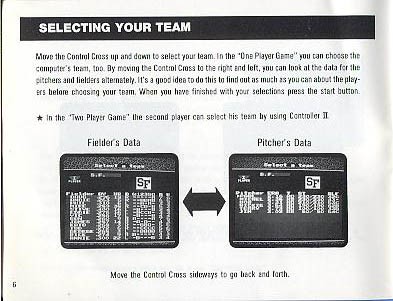 SELECTING YOUR TEAM
Move the Control Cross up and down to select your team. In the "One Player Game" you can choose the
computer's team, too. By moving the Control Cross to the right and left, you can look at the data for the
pitchers and fielders alternately. It's a good idea to do this to find out as much as you can about the play-
ers before choosing your team. When you have finished with your selections press the start button.
★ In the "Two Player Game" the second player can select his team by using Controller II.
Fielder's Data
Pitcher's Data
Select a Team
S.F.
SF
Fielder
Select a Team
S.F.
SF
Pitcher ERA
Move the Control Cross sideways to go back and forth.
6